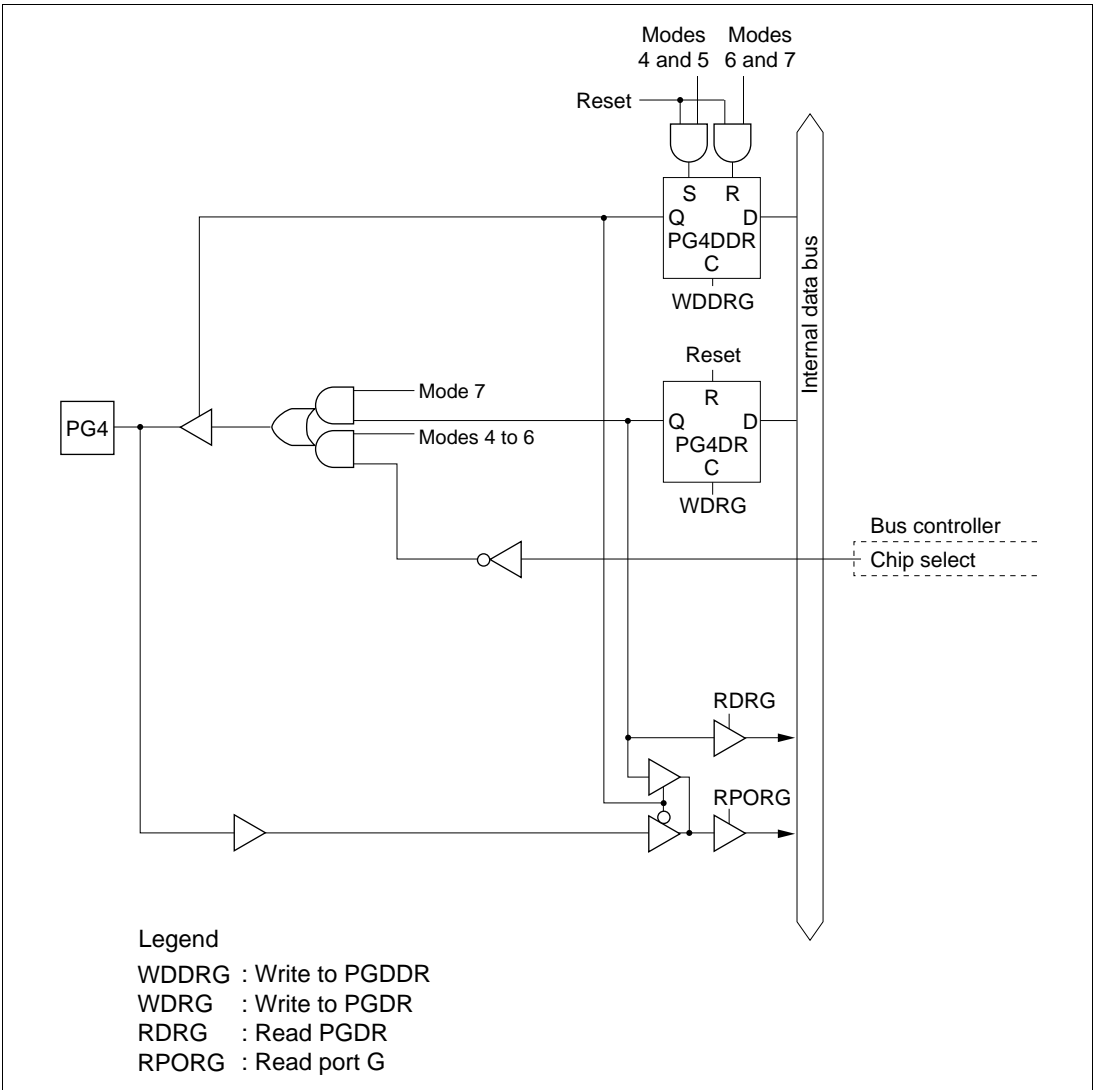 Modes
4 and 5
Modes
6 and 7
Reset
S R
Q D
PG4DDR
C
WDDRG
Internal data bus
Reset
R
Q D
PG4DR
C
WDRG
Mode 7
PG4
Modes 4 to 6
Bus controller
Chip select
RDRG
RPORG
Legend
WDDRG : Write to PGDDR
WDRG : Write to PGDR
RDRG : Read PGDR
RPORG : Read port G